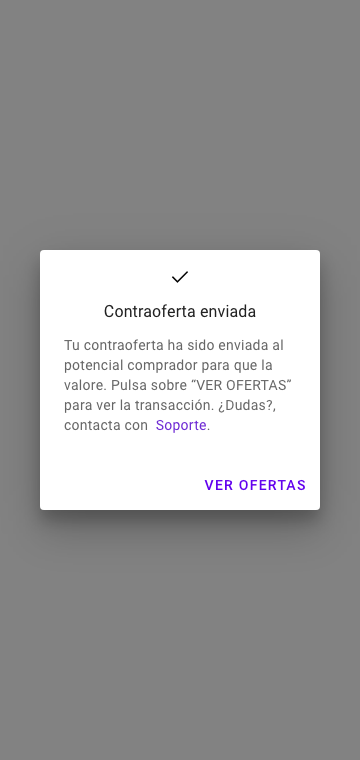 Contraoferta enviada
Tu contraoferta ha sido enviada al
potencial comprador para que la
valore. Pulsa sobre “VER OFERTAS”
para ver la transacción. ¿Dudas?,
contacta con Soporte.
VER OFERTAS